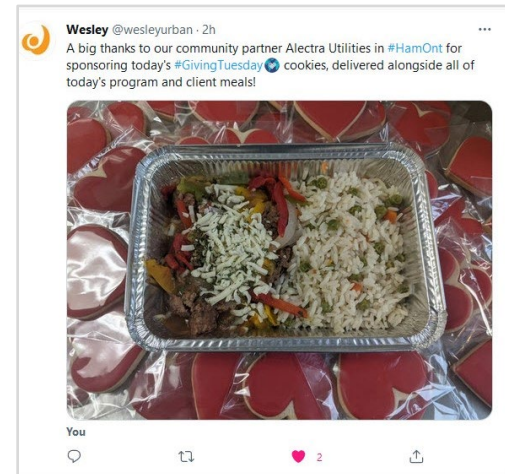 Wesley @wesleyurban · 2h
A big thanks to our community partner Alectra Utilities in #HamOnt for
sponsoring today's #GivingTuesday cookies, delivered alongside all of
today's program and client meals!
You
2